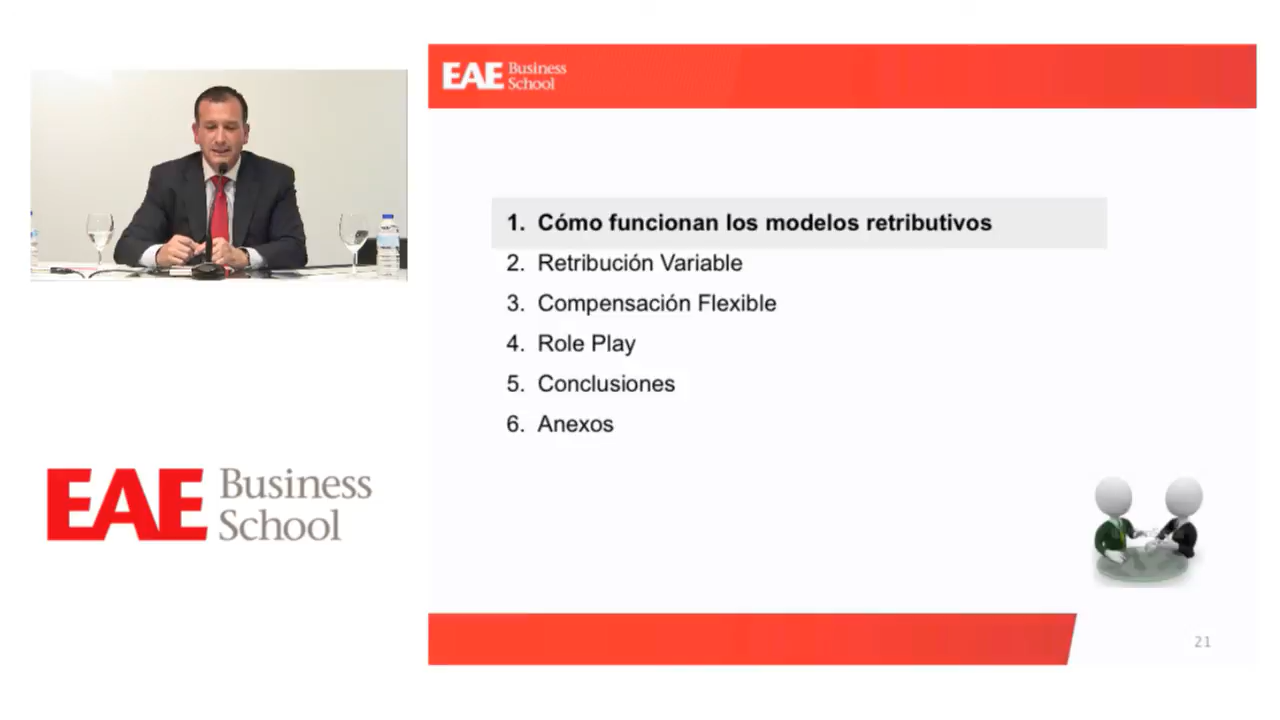 EAE Business
School
1. Cómo funcionan los modelos retributivos
2. Retribución Variable
3. Compensación Flexible
4. Role Play
5. Conclusiones
6. Anexos
EAE Business
School
21